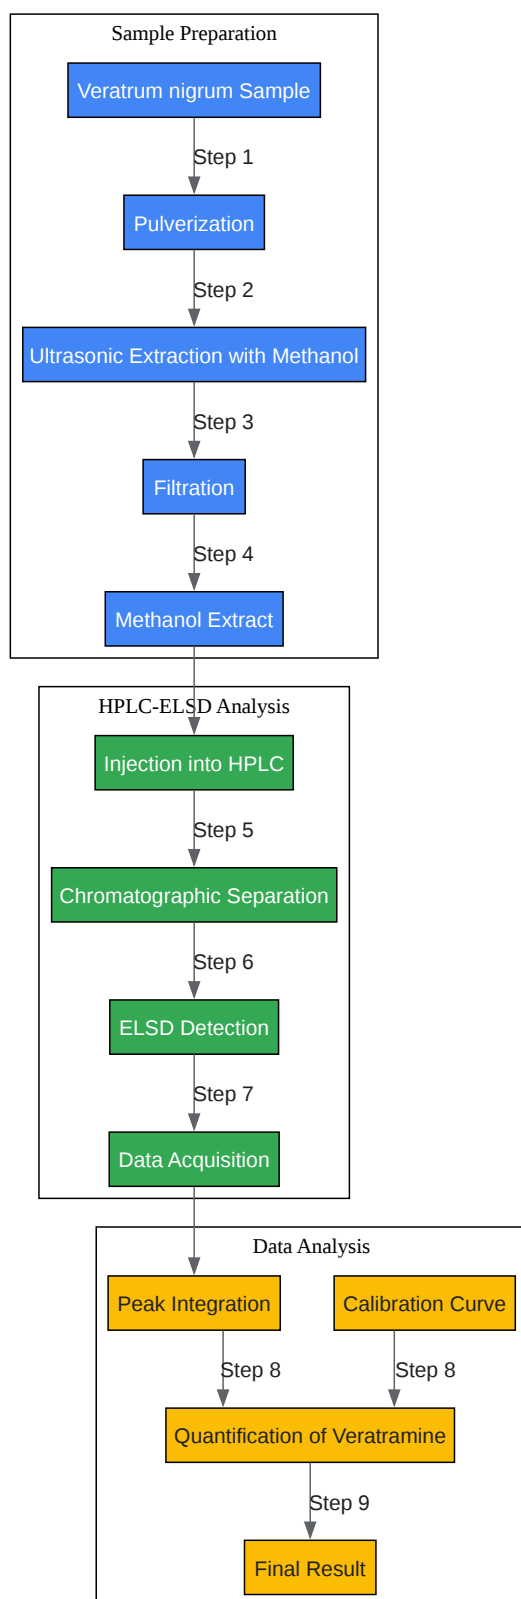 Sample Preparation
Veratrum nigrum Sample
Step 1
Pulverization
Step 2
Ultrasonic Extraction with Methanol
Step 3
Filtration
Step 4
Methanol Extract
HPLC-ELSD Analysis
Injection into HPLC
Step 5
Chromatographic Separation
Step 6
ELSD Detection
Step 7
Data Acquisition
Data Analysis
Peak Integration
Calibration Curve
Step 8
Step 8
Quantification of Veratramine
Step 9
Final Result